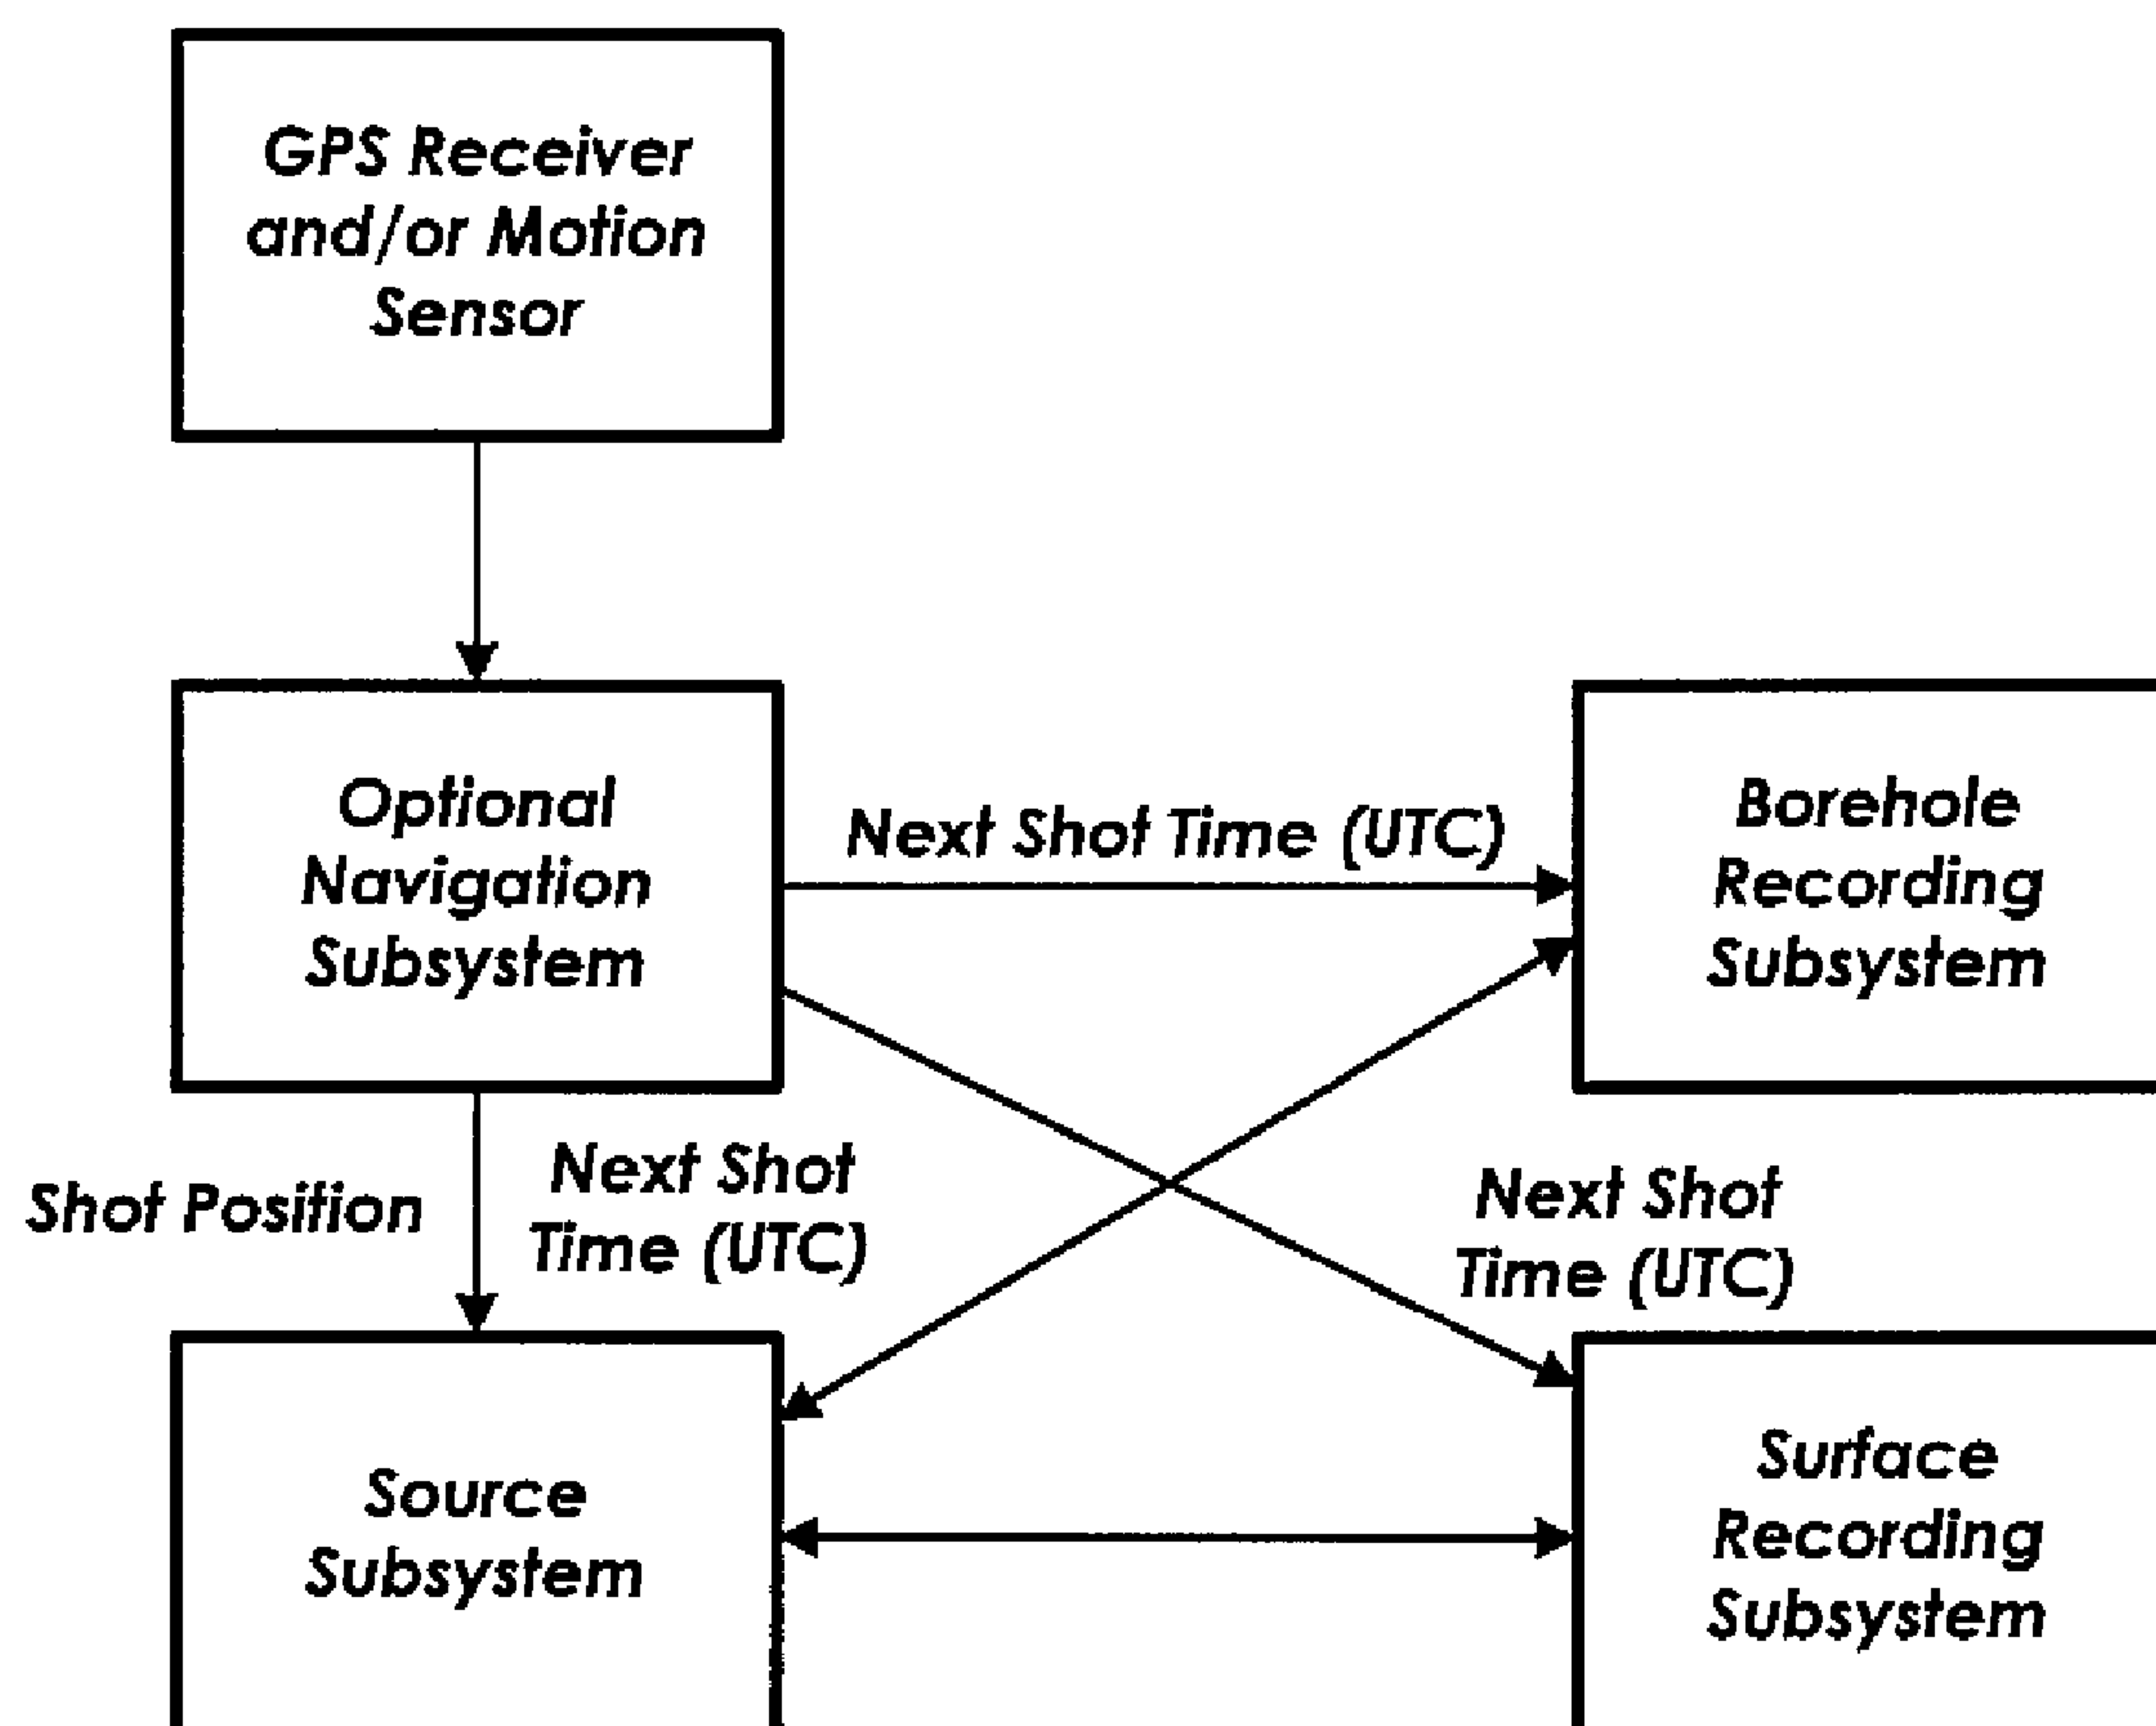 GPS Receiver
and/or Motion
Sensor
Optional
Navigation
Subsystem
Next Shot Time (UTC)
Borehole
Recording
Subsystem
Shot Position
Next Shot
Time (UTC)
Next Shot
Time (UTC)
Source
Subsystem
Surface
Recording
Subsystem